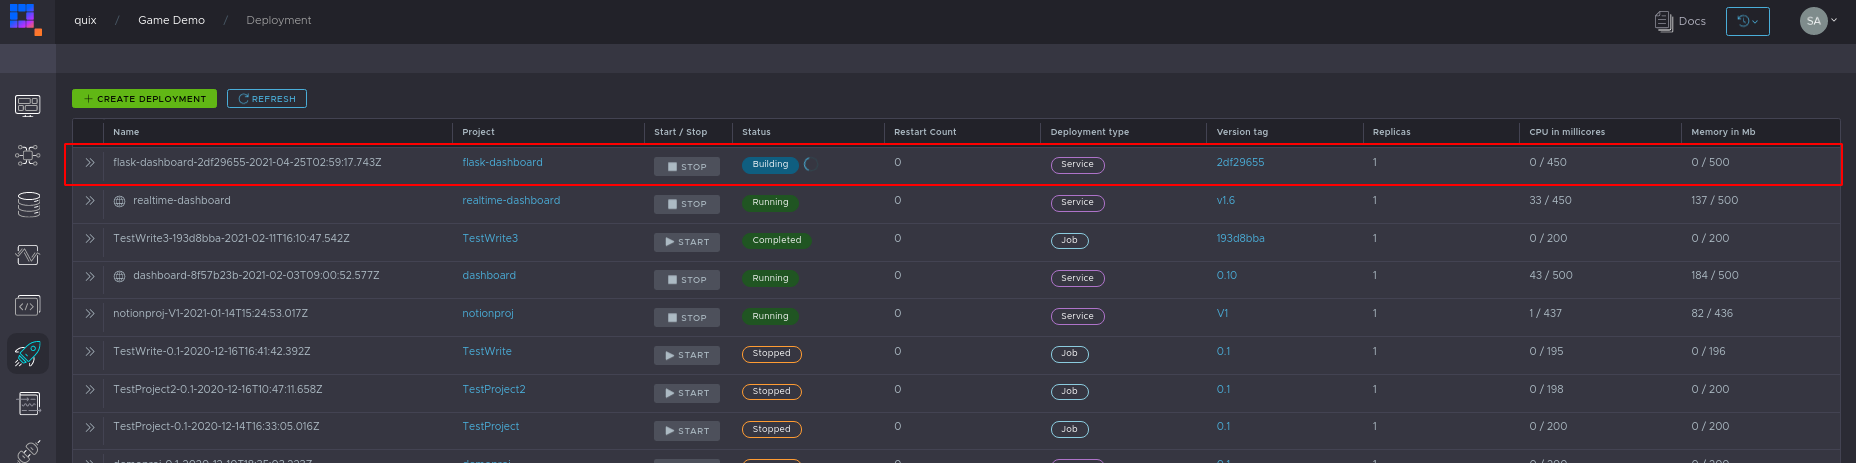 quix / Game Demo / Deployment Docs SA
+ CREATE DEPLOYMENT REFRESH
Name Project Start / Stop Status Restart Count Deployment type Version tag Replicas CPU in millicores Memory in Mb
flask-dashboard-2df29655-2021-04-25T02:59:17.743Z flask-dashboard STOP Building 0 Service 2df29655 1 0 / 450 0 / 500
realtime-dashboard realtime-dashboard STOP Running 0 Service v1.6 1 33 / 450 137 / 500
TestWrite3-193d8bba-2021-02-11T16:10:47.542Z TestWrite3 START Completed 0 Job 193d8bba 1 0 / 200 0 / 200
dashboard-8f57b23b-2021-02-03T09:00:52.577Z dashboard STOP Running 0 Service 0.10 1 43 / 500 184 / 500
notionproj-V1-2021-01-14T15:24:53.017Z notionproj STOP Running 0 Service V1 1 1 / 437 82 / 436
TestWrite-0.1-2020-12-16T16:41:42.392Z TestWrite START Stopped 0 Job 0.1 1 0 / 195 0 / 196
TestProject2-0.1-2020-12-16T10:47:11.658Z TestProject2 START Stopped 0 Job 0.1 1 0 / 198 0 / 200
TestProject-0.1-2020-12-14T16:33:05.016Z TestProject START Stopped 0 Job 0.1 1 0 / 200 0 / 200